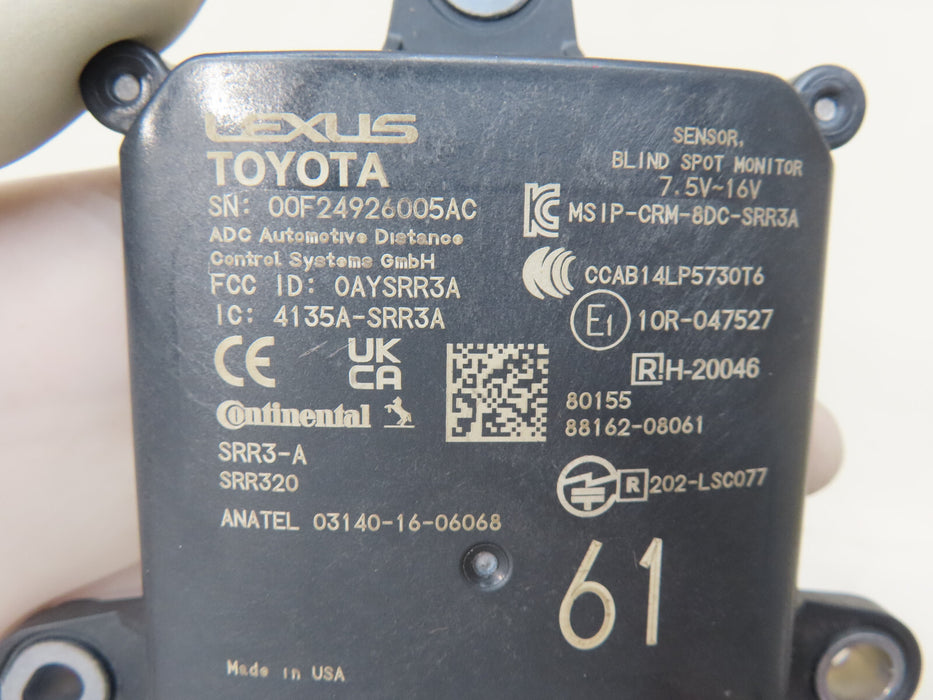 LEXUS
TOYOTA
SN: 00F24926005AC
ADC Automotive Distance
Control Systems GmbH
FCC ID: OAYSRR3A
IC: 4135A-SRR3A
CE
UK
CA
Continental
SRR3-A
SRR320
ANATEL 03140-16-06068
Made in USA
SENSOR,
BLIND SPOT MONITOR
7.5V~16V
MSIP-CRM-8DC-SRR3A
CCC CCAB14LP5730T6
E1 10R-047527
R!H-20046
80155
88162-08061
R 202-LSC077
61